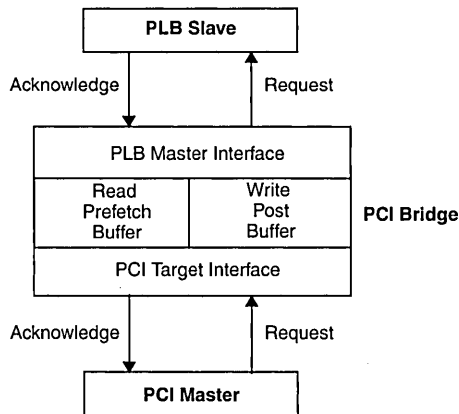 PLB Slave
Acknowledge
Request
PLB Master Interface
Read
Prefetch
Buffer
Write
Post
Buffer
PCI Bridge
PCI Target Interface
Acknowledge
Request
PCI Master